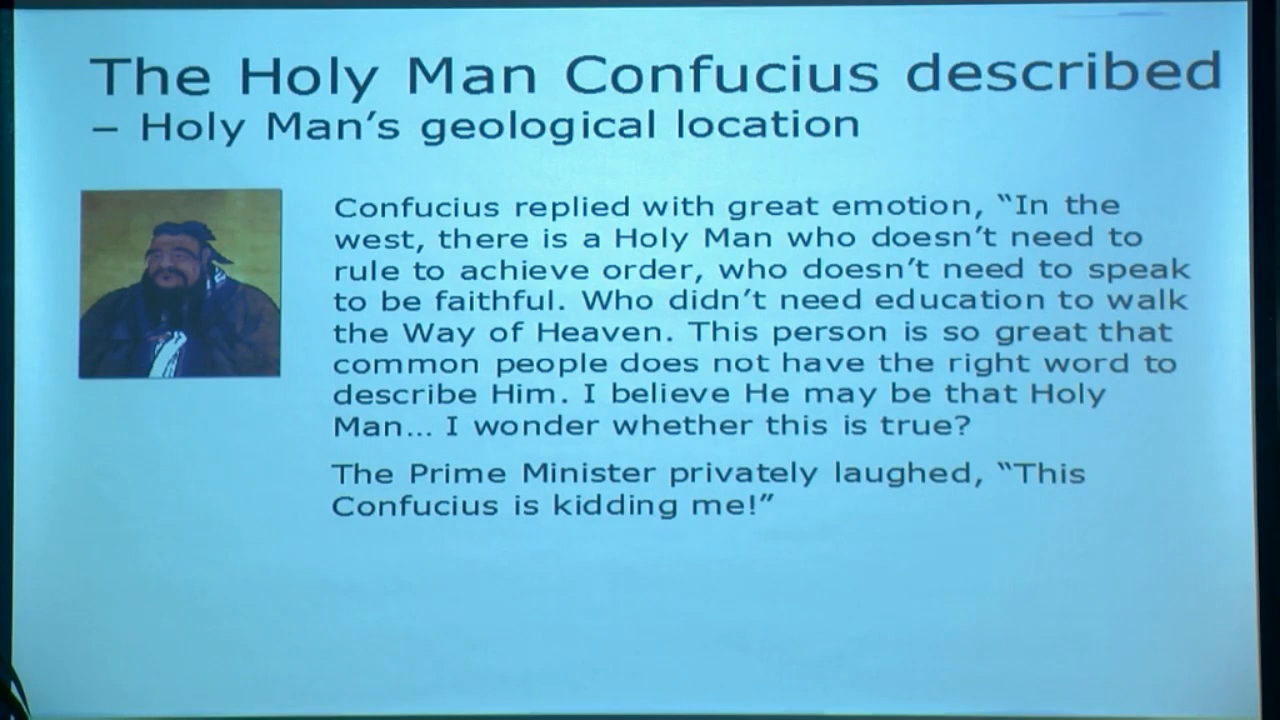 The Holy Man Confucius described
– Holy Man’s geological location
Confucius replied with great emotion, “In the
west, there is a Holy Man who doesn’t need to
rule to achieve order, who doesn’t need to speak
to be faithful. Who didn’t need education to walk
the Way of Heaven. This person is so great that
common people does not have the right word to
describe Him. I believe He may be that Holy
Man... I wonder whether this is true?
The Prime Minister privately laughed, “This
Confucius is kidding me!”